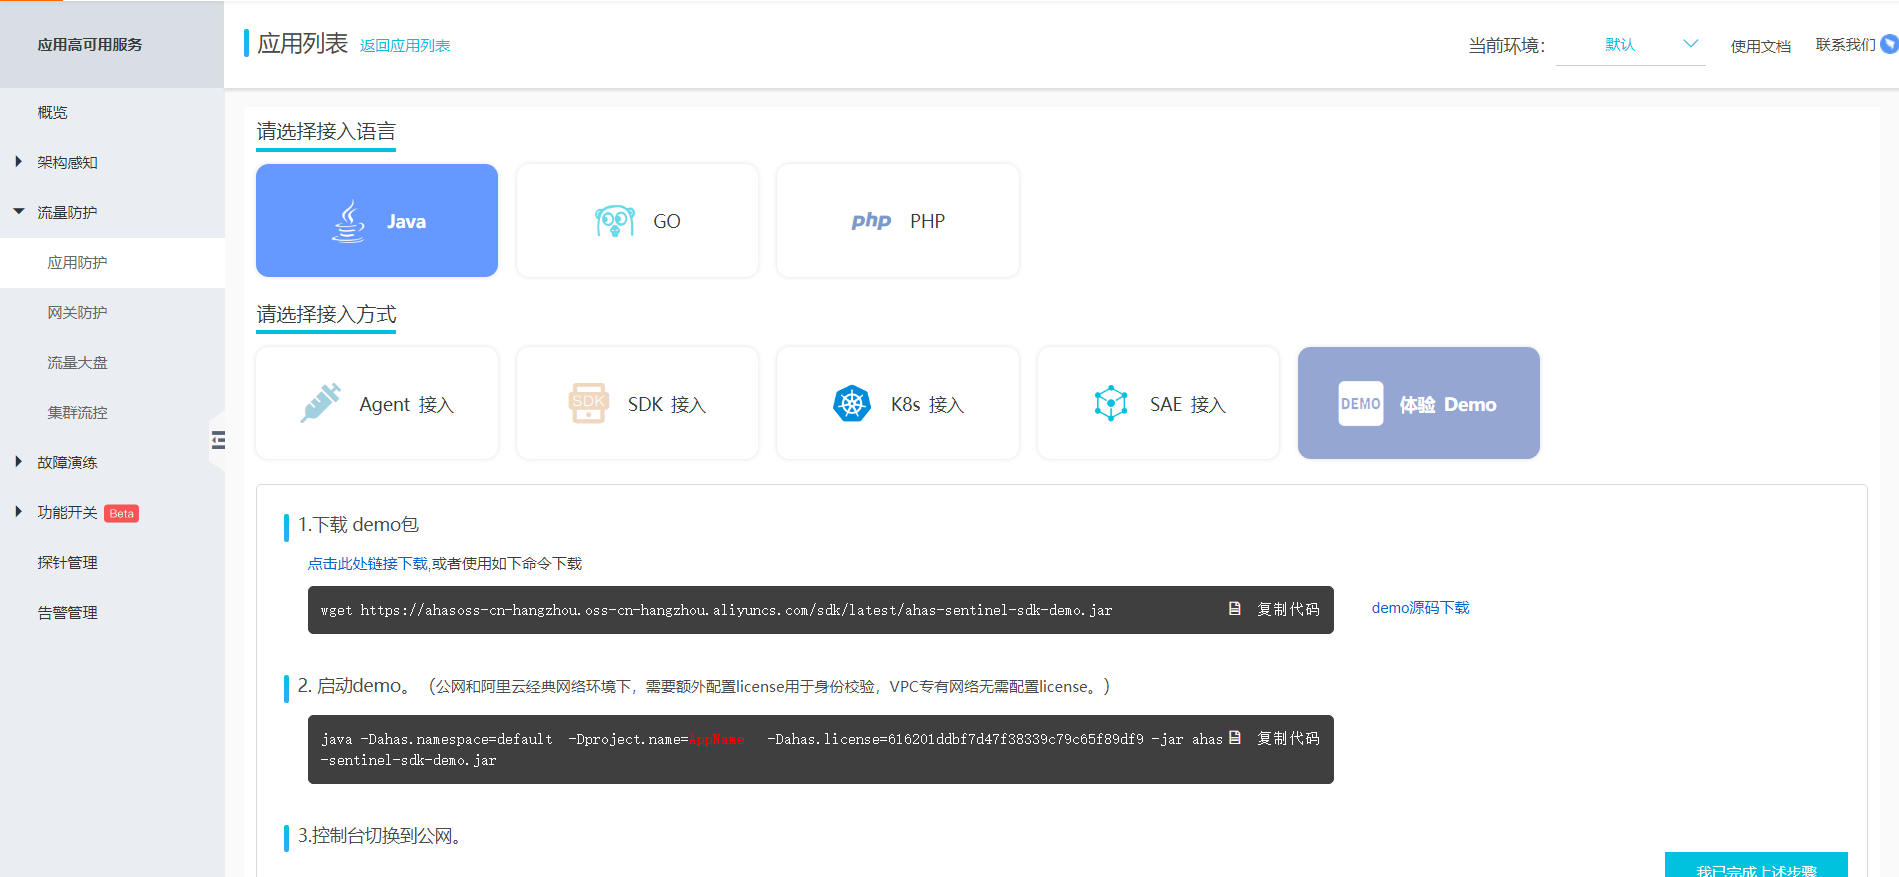 应用高可用服务
应用列表 返回应用列表
当前环境： 默认 使用文档 联系我们
概览
架构感知
流量防护
应用防护
网关防护
流量大盘
集群流控
故障演练
功能开关 Beta
探针管理
告警管理
请选择接入语言
Java
GO
php PHP
请选择接入方式
Agent 接入
SDK SDK 接入
K8s 接入
SAE 接入
DEMO 体验 Demo
1.下载 demo包
点击此处链接下载,或者使用如下命令下载
wget https://ahasoss-cn-hangzhou.oss-cn-hangzhou.aliyuncs.com/sdk/latest/ahas-sentinel-sdk-demo.jar 复制代码
demo源码下载
2. 启动demo。（公网和阿里云经典网络环境下，需要额外配置license用于身份校验，VPC专有网络无需配置license。）
java -Dahas.namespace=default -Dproject.name=AppName -Dahas.license=616201ddbf7d47f38339c79c65f89df9 -jar ahas 复制代码
-sentinel-sdk-demo.jar
3.控制台切换到公网。
我已完成上述步骤